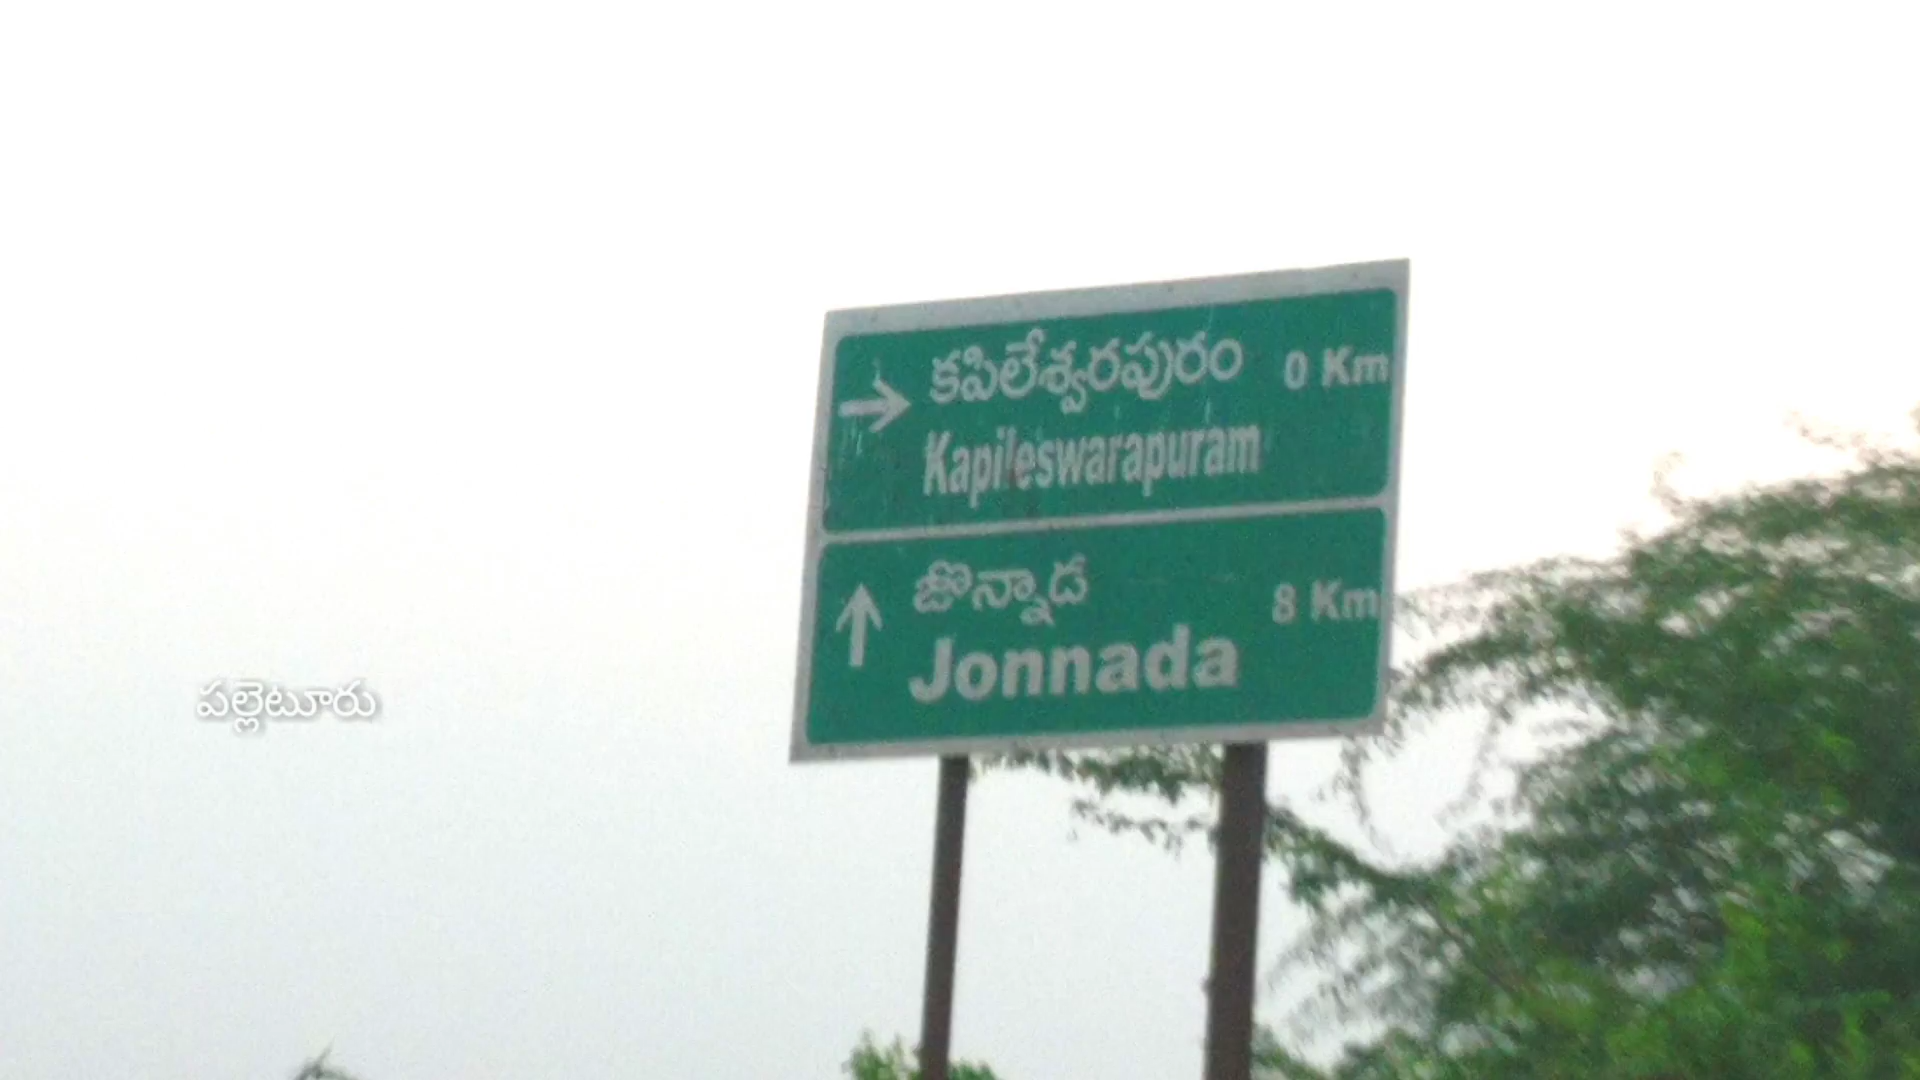 కపిలేశ్వరపురం 0 Km
Kapileswarapuram
జొన్నాడ 8 Km
Jonnada
పల్లెటూరు